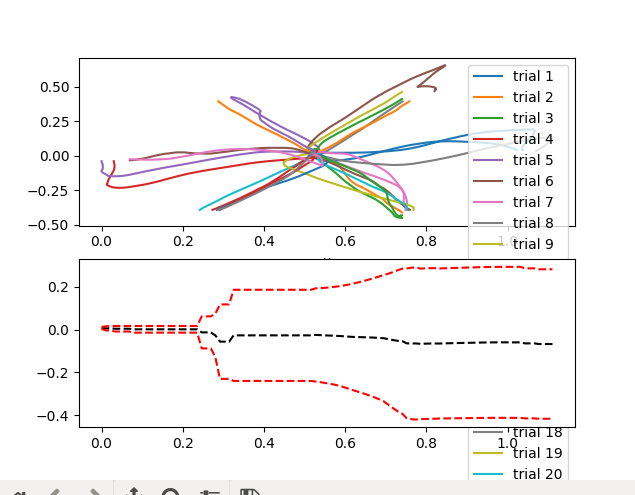 0.50
0.25
0.00
−0.25
−0.50
0.0 0.2 0.4 0.6 0.8 1.0
trial 1
trial 2
trial 3
trial 4
trial 5
trial 6
trial 7
trial 8
trial 9
0.2
0.0
−0.2
−0.4
0.0 0.2 0.4 0.6 0.8 1.0
trial 18
trial 19
trial 20